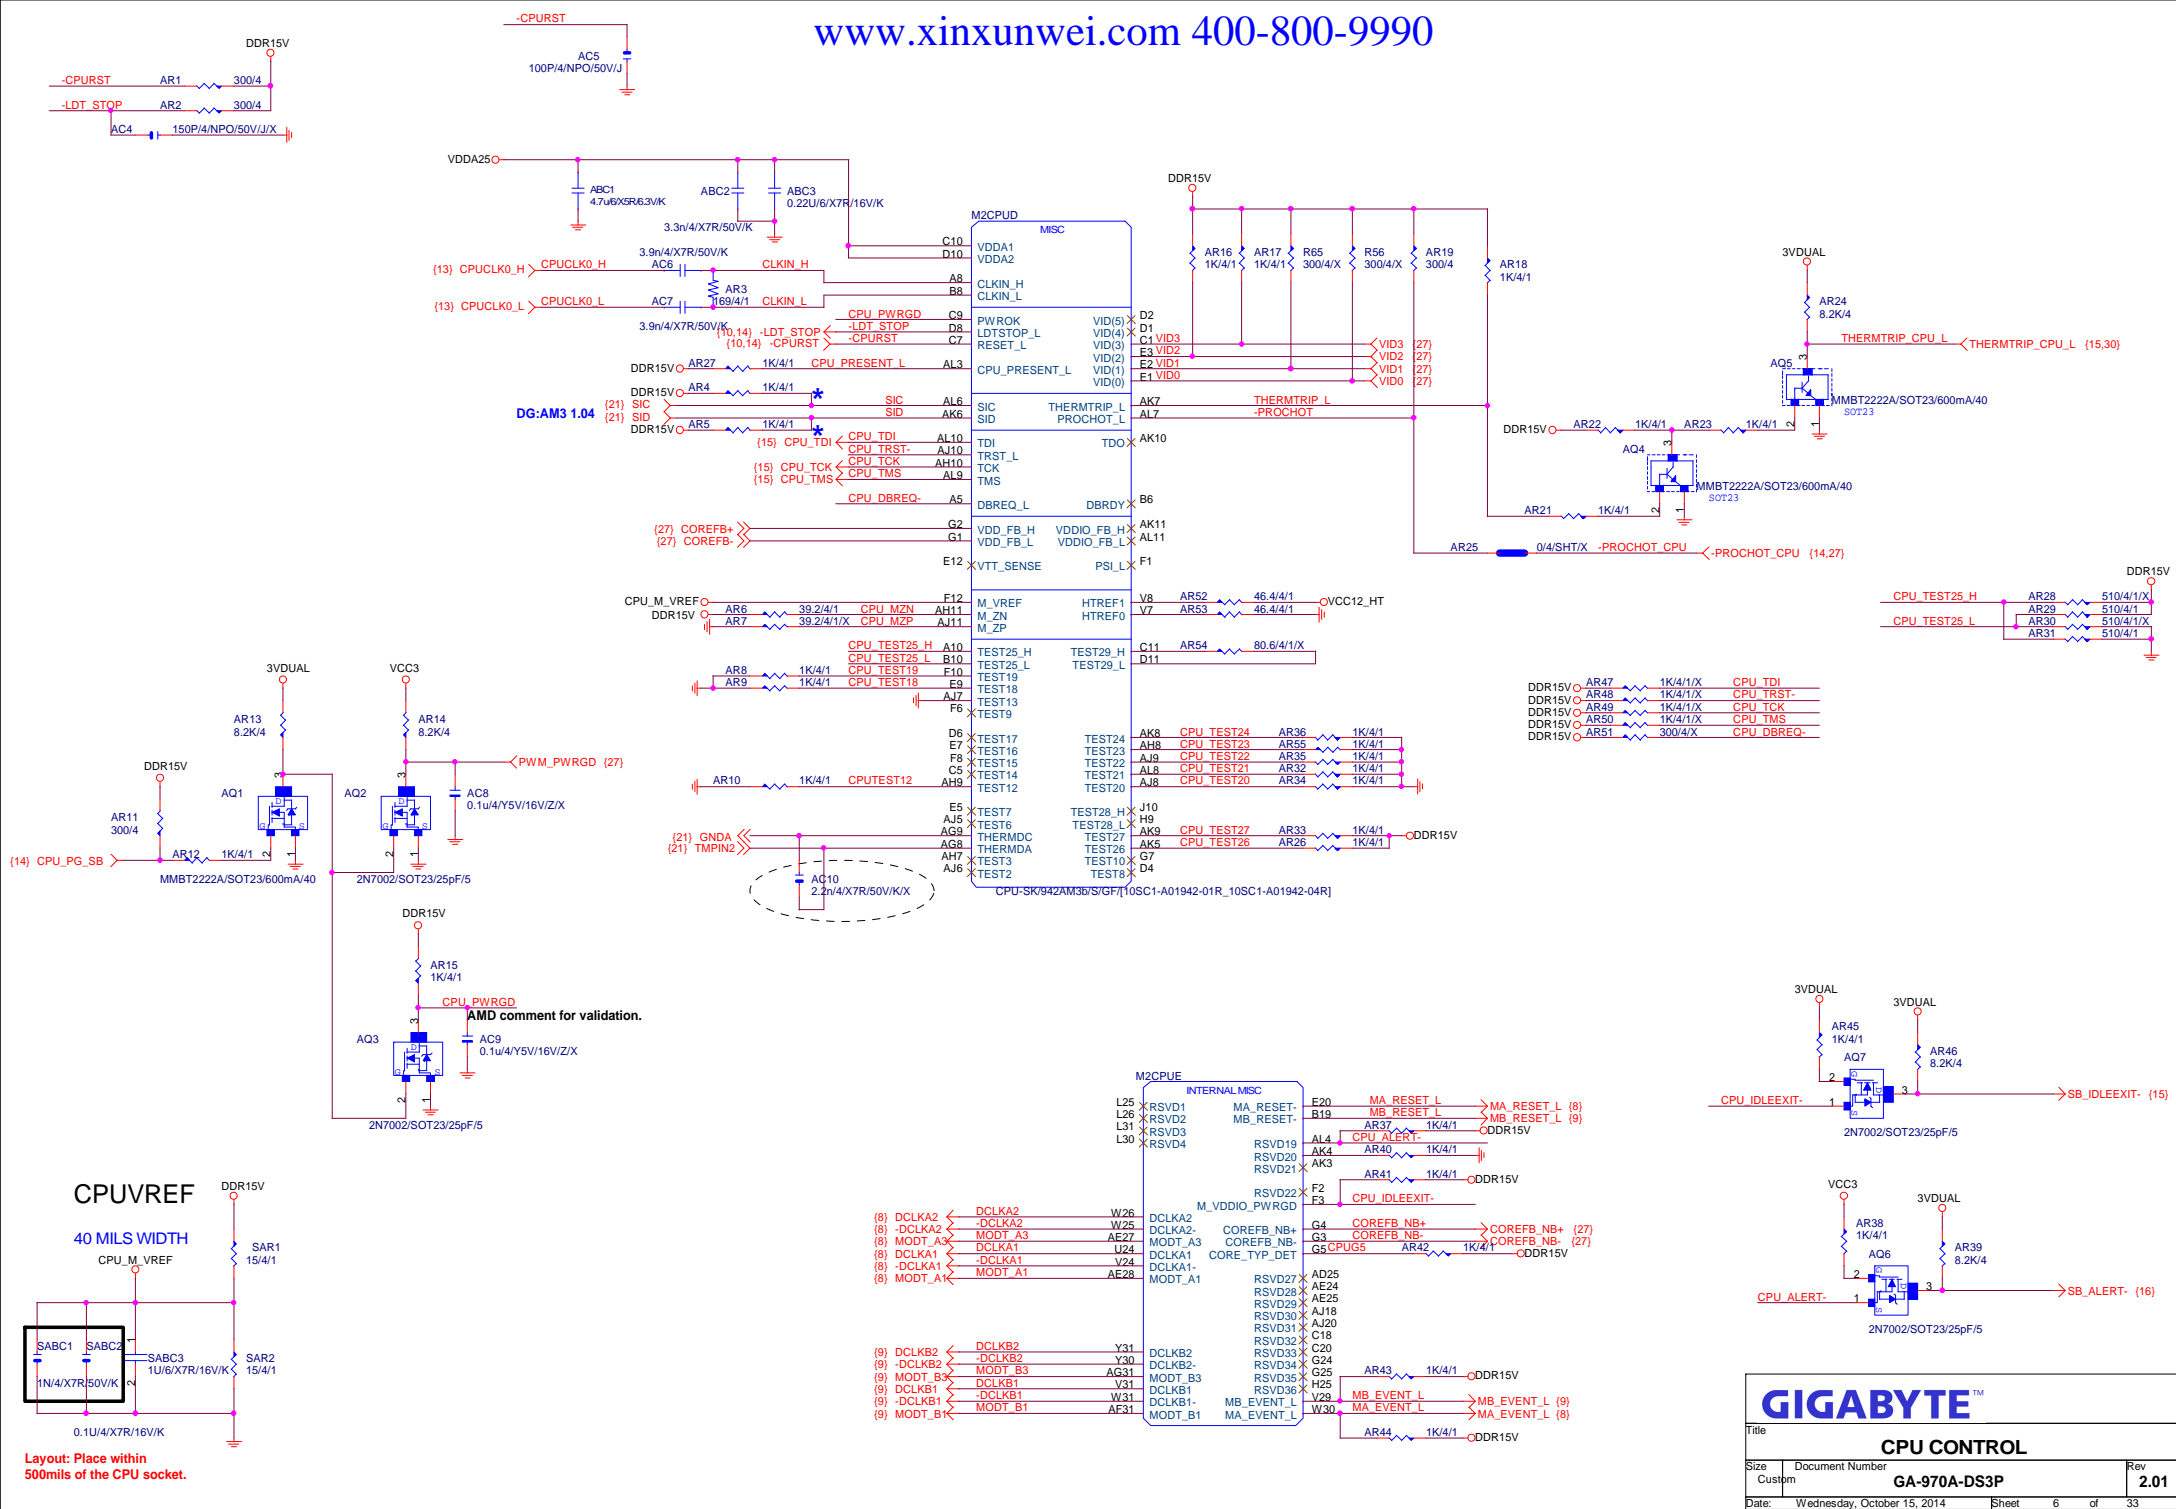 www.xinxunwei.com 400-800-9990
-CPURST
AC5
100P/4/NPO/50V/J
DDR15V
-CPURST AR1 300/4
-LDT_STOP AR2 300/4
AC4 150P/4/NPO/50V/J/X
VDDA25
ABC1
4.7u/6/X5R/6.3V/K
ABC2
3.3n/4/X7R/50V/K
ABC3
0.22U/6/X7R/16V/K
3.9n/4/X7R/50V/K
{13} CPUCLK0_H CPUCLK0_H AC6 CLKIN_H
AR3
169/4/1
{13} CPUCLK0_L CPUCLK0_L AC7 CLKIN_L
3.9n/4/X7R/50V/K
CPU_PWRGD
{10,14} -LDT_STOP -LDT_STOP
{10,14} -CPURST -CPURST
DDR15V AR27 1K/4/1 CPU_PRESENT_L
DDR15V AR4 1K/4/1 *
DG:AM3 1.04
{21} SIC SIC
{21} SID SID
DDR15V AR5 1K/4/1 *
{15} CPU_TDI CPU_TDI
CPU_TRST-
{15} CPU_TCK CPU_TCK
{15} CPU_TMS CPU_TMS
CPU_DBREQ-
{27} COREFB+
{27} COREFB-
CPU_M_VREF
DDR15V AR6 39.2/4/1 CPU_MZN
AR7 39.2/4/1/X CPU_MZP
CPU_TEST25_H
CPU_TEST25_L
AR8 1K/4/1 CPU_TEST19
AR9 1K/4/1 CPU_TEST18
AR10 1K/4/1 CPUTEST12
{21} GNDA
{21} TMPIN2
AC10
2.2n/4/X7R/50V/K/X
M2CPUD
MISC
C10 VDDA1
D10 VDDA2
A8 CLKIN_H
B8 CLKIN_L
C9 PWROK
D8 LDTSTOP_L
C7 RESET_L
AL3 CPU_PRESENT_L
AL6 SIC
AK6 SID
AL10 TDI
AJ10 TRST_L
AH10 TCK
AL9 TMS
A5 DBREQ_L
G2 VDD_FB_H
G1 VDD_FB_L
E12 VTT_SENSE
F12 M_VREF
AH11 M_ZN
AJ11 M_ZP
A10 TEST25_H
B10 TEST25_L
F10 TEST19
E9 TEST18
AJ7 TEST13
F6 TEST9
D6 TEST17
E7 TEST16
F8 TEST15
C5 TEST14
AH9 TEST12
E5 TEST7
AJ5 TEST6
AG9 THERMDC
AG8 THERMDA
AH7 TEST3
AJ6 TEST2
VID(5) D2
VID(4) D1
VID(3) C1 VID3
VID(2) E3 VID2
VID(1) E2 VID1
VID(0) E1 VID0
THERMTRIP_L AK7 THERMTRIP_L
PROCHOT_L AL7 -PROCHOT
TDO AK10
DBRDY B6
VDDIO_FB_H AK11
VDDIO_FB_L AL11
PSI_L F1
HTREF1 V8 AR52 46.4/4/1 VCC12_HT
HTREF0 V7 AR53 46.4/4/1
TEST29_H C11 AR54 80.6/4/1/X
TEST29_L D11
TEST24 AK8 CPU_TEST24 AR36 1K/4/1
TEST23 AH8 CPU_TEST23 AR55 1K/4/1
TEST22 AJ9 CPU_TEST22 AR35 1K/4/1
TEST21 AL8 CPU_TEST21 AR32 1K/4/1
TEST20 AJ8 CPU_TEST20 AR34 1K/4/1
TEST28_H J10
TEST28_L H9
TEST27 AK9 CPU_TEST27 AR33 1K/4/1 DDR15V
TEST26 AK5 CPU_TEST26 AR26 1K/4/1
TEST10 G7
TEST8 D4
CPU-SK/942AM3b/S/GF/[10SC1-A01942-01R_10SC1-A01942-04R]
DDR15V
AR16 AR17 R65 R56 AR19 AR18
1K/4/1 1K/4/1 300/4/X 300/4/X 300/4 1K/4/1
VID3 {27}
VID2 {27}
VID1 {27}
VID0 {27}
3VDUAL
AR24
8.2K/4
THERMTRIP_CPU_L THERMTRIP_CPU_L {15,30}
AQ5
3
MMBT2222A/SOT23/600mA/40
SOT23
2 1
DDR15V AR22 1K/4/1 AR23 1K/4/1
AQ4
3
MMBT2222A/SOT23/600mA/40
SOT23
AR21 1K/4/1 2 1
AR25 0/4/SHT/X -PROCHOT_CPU -PROCHOT_CPU {14,27}
DDR15V
CPU_TEST25_H AR28 510/4/1/X
AR29 510/4/1
CPU_TEST25_L AR30 510/4/1/X
AR31 510/4/1
DDR15V AR47 1K/4/1/X CPU_TDI
DDR15V AR48 1K/4/1/X CPU_TRST-
DDR15V AR49 1K/4/1/X CPU_TCK
DDR15V AR50 1K/4/1/X CPU_TMS
DDR15V AR51 300/4/X CPU_DBREQ-
3VDUAL VCC3
AR13 AR14
8.2K/4 8.2K/4
PWM_PWRGD {27}
DDR15V
AR11
300/4
AQ1 3 D G S
AQ2 3 D G S
AC8
0.1u/4/Y5V/16V/Z/X
{14} CPU_PG_SB AR12 1K/4/1 2 1 2 1
MMBT2222A/SOT23/600mA/40 2N7002/SOT23/25pF/5
DDR15V
AR15
1K/4/1
CPU_PWRGD
AMD comment for validation.
AQ3 3 D G S
AC9
0.1u/4/Y5V/16V/Z/X
2 1
2N7002/SOT23/25pF/5
CPUVREF
DDR15V
40 MILS WIDTH
CPU_M_VREF
SAR1
15/4/1
SABC1 SABC2
1N/4/X7R/50V/K
SABC3
1U/6/X7R/16V/K
1
2
SAR2
15/4/1
0.1U/4/X7R/16V/K
Layout: Place within
500mils of the CPU socket.
M2CPUE
INTERNAL MISC
L25 RSVD1
L26 RSVD2
L31 RSVD3
L30 RSVD4
{8} DCLKA2 DCLKA2 W26 DCLKA2
{8} -DCLKA2 -DCLKA2 W25 DCLKA2-
{8} MODT_A3 MODT_A3 AE27 MODT_A3
{8} DCLKA1 DCLKA1 U24 DCLKA1
{8} -DCLKA1 -DCLKA1 V24 DCLKA1-
{8} MODT_A1 MODT_A1 AE28 MODT_A1
{9} DCLKB2 DCLKB2 Y31 DCLKB2
{9} -DCLKB2 -DCLKB2 Y30 DCLKB2-
{9} MODT_B3 MODT_B3 AG31 MODT_B3
{9} DCLKB1 DCLKB1 V31 DCLKB1
{9} -DCLKB1 -DCLKB1 W31 DCLKB1-
{9} MODT_B1 MODT_B1 AF31 MODT_B1
MA_RESET- E20 MA_RESET_L MA_RESET_L {8}
MB_RESET- B19 MB_RESET_L MB_RESET_L {9}
AR37 1K/4/1 DDR15V
RSVD19 AL4 CPU_ALERT-
RSVD20 AK4 AR40 1K/4/1
RSVD21 AK3
AR41 1K/4/1 DDR15V
RSVD22 F2
M_VDDIO_PWRGD F3 CPU_IDLEEXIT-
COREFB_NB+ G4 COREFB_NB+ COREFB_NB+ {27}
COREFB_NB- G3 COREFB_NB- COREFB_NB- {27}
CORE_TYP_DET G5 CPUG5 AR42 1K/4/1 DDR15V
RSVD27 AD25
RSVD28 AE24
RSVD29 AE25
RSVD30 AJ18
RSVD31 AJ20
RSVD32 C18
RSVD33 C20
RSVD34 G24
RSVD35 G25
RSVD36 H25
AR43 1K/4/1 DDR15V
MB_EVENT_L V29 MB_EVENT_L MB_EVENT_L {9}
MA_EVENT_L W30 MA_EVENT_L MA_EVENT_L {8}
AR44 1K/4/1 DDR15V
3VDUAL
3VDUAL
AR45
1K/4/1
AQ7
AR46
8.2K/4
2 G D S 3
CPU_IDLEEXIT- 1
SB_IDLEEXIT- {15}
2N7002/SOT23/25pF/5
VCC3
3VDUAL
AR38
1K/4/1
AQ6
AR39
8.2K/4
2 G D S 3
CPU_ALERT- 1
SB_ALERT- {16}
2N7002/SOT23/25pF/5
GIGABYTE™
Title
CPU CONTROL
Size Document Number Rev
Custom GA-970A-DS3P 2.01
Date: Wednesday, October 15, 2014 Sheet 6 of 33